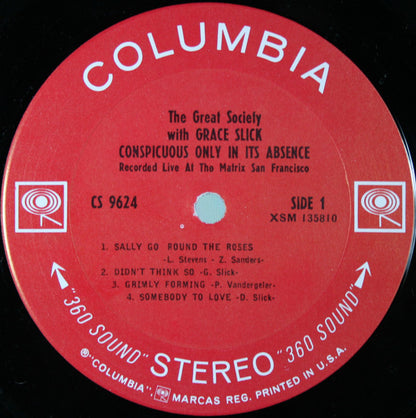 COLUMBIA
The Great Society
with GRACE SLICK
CONSPICUOUS ONLY IN ITS ABSENCE
Recorded Live At The Matrix San Francisco
CS 9624
SIDE 1
XSM 135810
1. SALLY GO ROUND THE ROSES
-L. Stevens - Z. Sanders-
2. DIDN'T THINK SO -G. Slick-
3. GRIMLY FORMING -P. Vandergeler-
4. SOMEBODY TO LOVE -D. Slick-
"360 SOUND" STEREO "360 SOUND"
℗"COLUMBIA", MARCAS REG. PRINTED IN U.S.A.